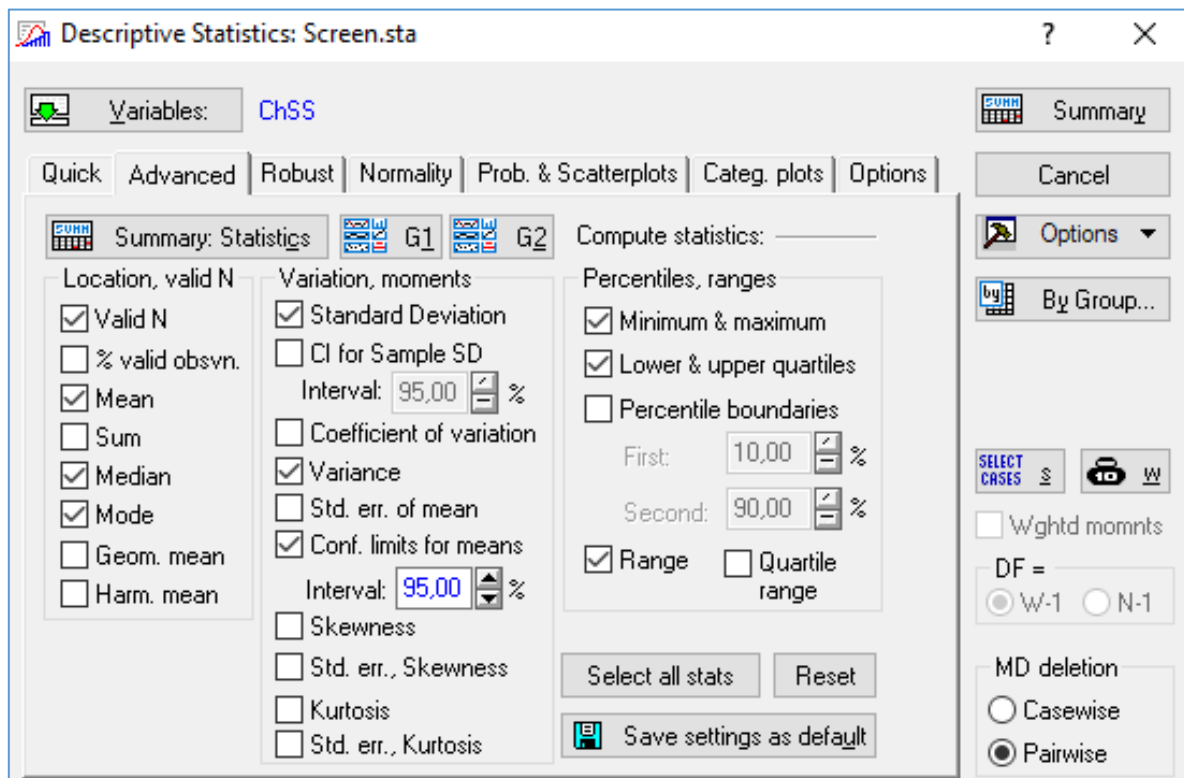 Descriptive Statistics: Screen.sta
?
Variables:
ChSS
Quick
Advanced
Robust
Normality
Prob. & Scatterplots
Categ. plots
Options
SUMM
Summary: Statistics
G1
G2
Compute statistics:
Location, valid N
Valid N
% valid obsvn.
Mean
Sum
Median
Mode
Geom. mean
Harm. mean
Variation, moments
Standard Deviation
CI for Sample SD
Interval: 95,00 %
Coefficient of variation
Variance
Std. err. of mean
Conf. limits for means
Interval: 95,00 %
Skewness
Std. err., Skewness
Kurtosis
Std. err., Kurtosis
Percentiles, ranges
Minimum & maximum
Lower & upper quartiles
Percentile boundaries
First: 10,00 %
Second: 90,00 %
Range
Quartile
range
Select all stats
Reset
Save settings as default
SUMM
Summary
Cancel
Options
by
By Group...
SELECT
CASES
S
10
W
Wghtd momnts
DF =
W-1
N-1
MD deletion
Casewise
Pairwise